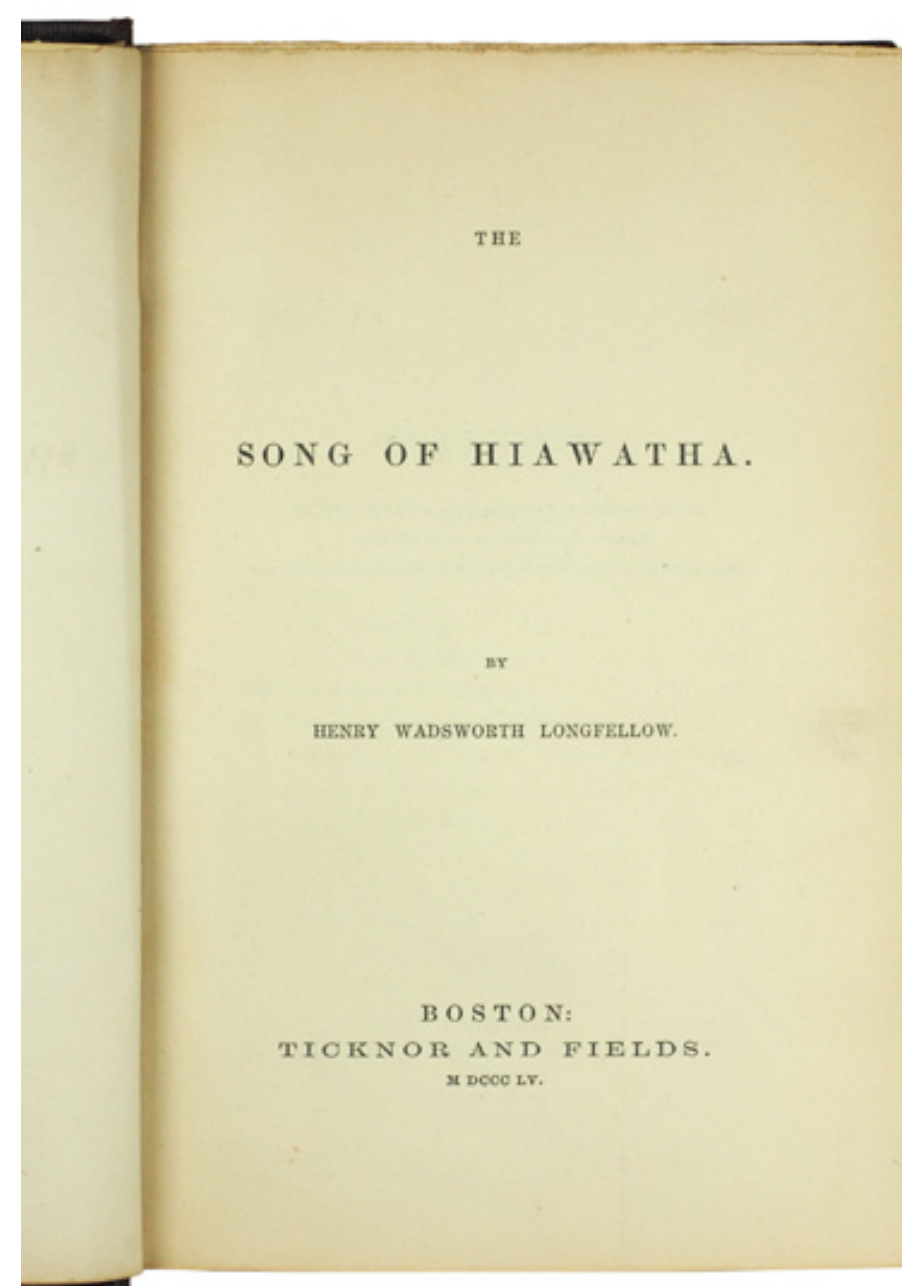 THE
SONG OF HIAWATHA.
BY
HENRY WADSWORTH LONGFELLOW.
BOSTON:
TICKNOR AND FIELDS.
M DCCC LV.